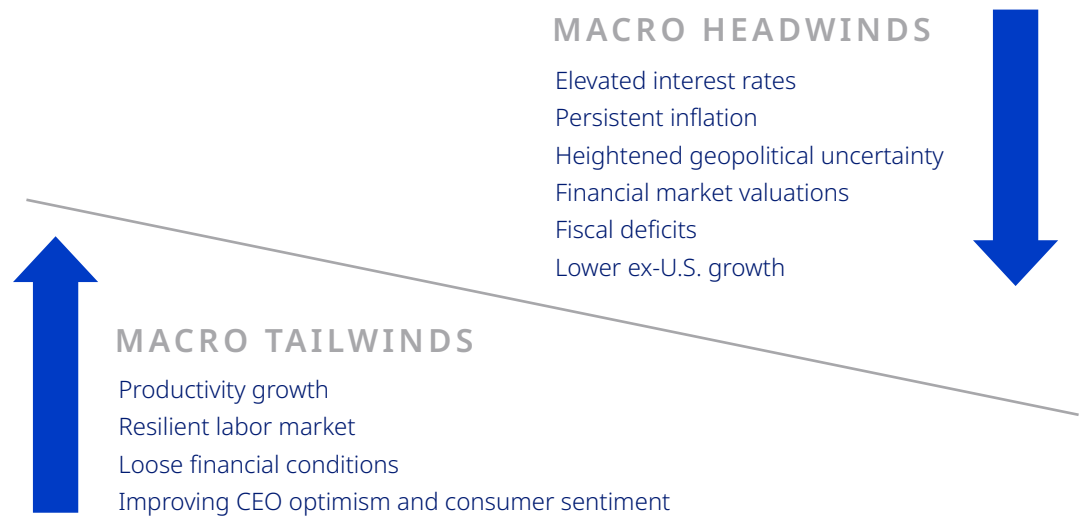 MACRO HEADWINDS
Elevated interest rates
Persistent inflation
Heightened geopolitical uncertainty
Financial market valuations
Fiscal deficits
Lower ex-U.S. growth
MACRO TAILWINDS
Productivity growth
Resilient labor market
Loose financial conditions
Improving CEO optimism and consumer sentiment